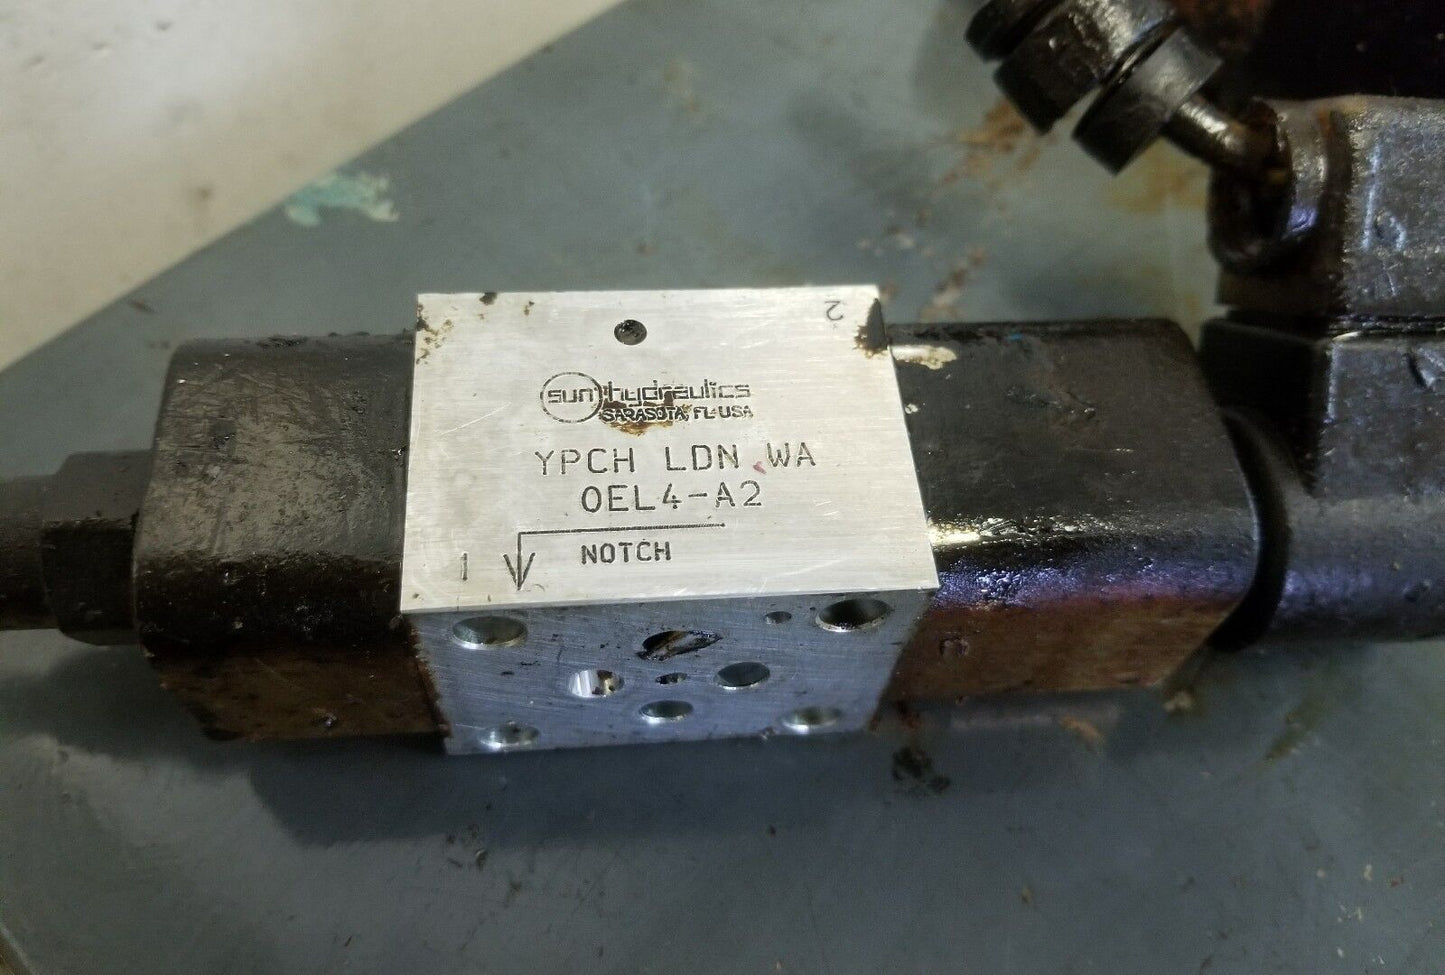 2
sun hydraulics
SARASOTA, FL USA
YPCH LDN WA
0EL4-A2
1 NOTCH